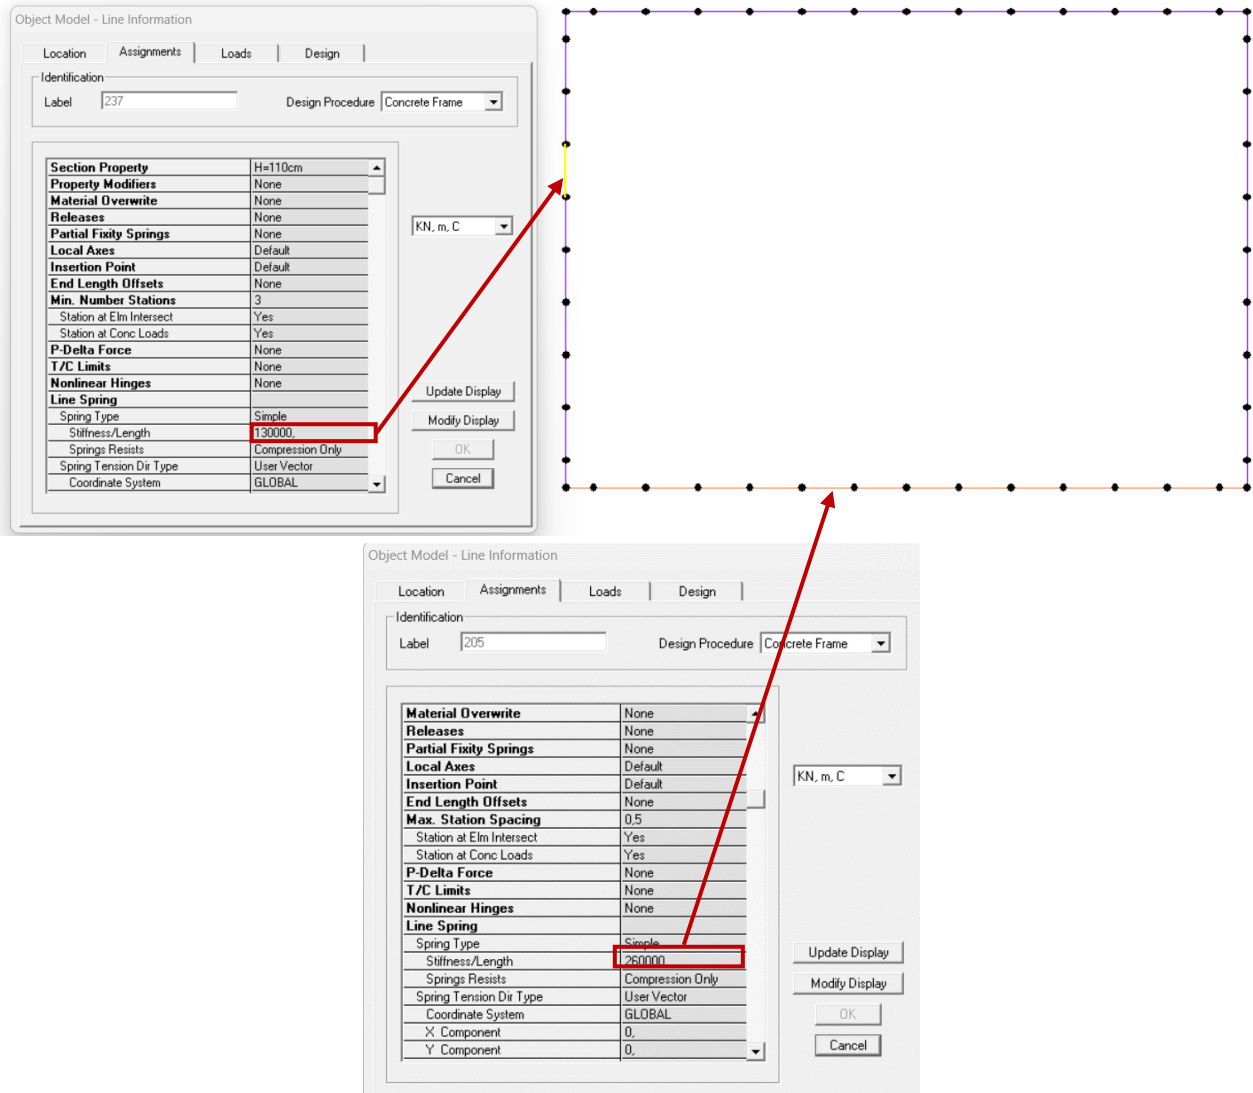 Object Model - Line Information
Location Assignments Loads Design
Identification
Label 237 Design Procedure Concrete Frame
Section Property H=110cm
Property Modifiers None
Material Overwrite None
Releases None
Partial Fixity Springs None
KN, m, C
Local Axes Default
Insertion Point Default
End Length Offsets None
Min. Number Stations 3
Station at Elm Intersect Yes
Station at Conc Loads Yes
P-Delta Force None
T/C Limits None
Nonlinear Hinges None
Update Display
Line Spring
Spring Type Simple
Modify Display
Stiffness/Length 130000,
Springs Resists Compression Only
OK
Spring Tension Dir Type User Vector
Coordinate System GLOBAL
Cancel
Object Model - Line Information
Location Assignments Loads Design
Identification
Label 205 Design Procedure Concrete Frame
Material Overwrite None
Releases None
Partial Fixity Springs None
Local Axes Default
KN, m, C
Insertion Point Default
End Length Offsets None
Max. Station Spacing 0,5
Station at Elm Intersect Yes
Station at Conc Loads Yes
P-Delta Force None
T/C Limits None
Nonlinear Hinges None
Line Spring
Spring Type Simple
Update Display
Stiffness/Length 260000
Springs Resists Compression Only
Modify Display
Spring Tension Dir Type User Vector
Coordinate System GLOBAL
OK
X Component 0,
Y Component 0,
Cancel